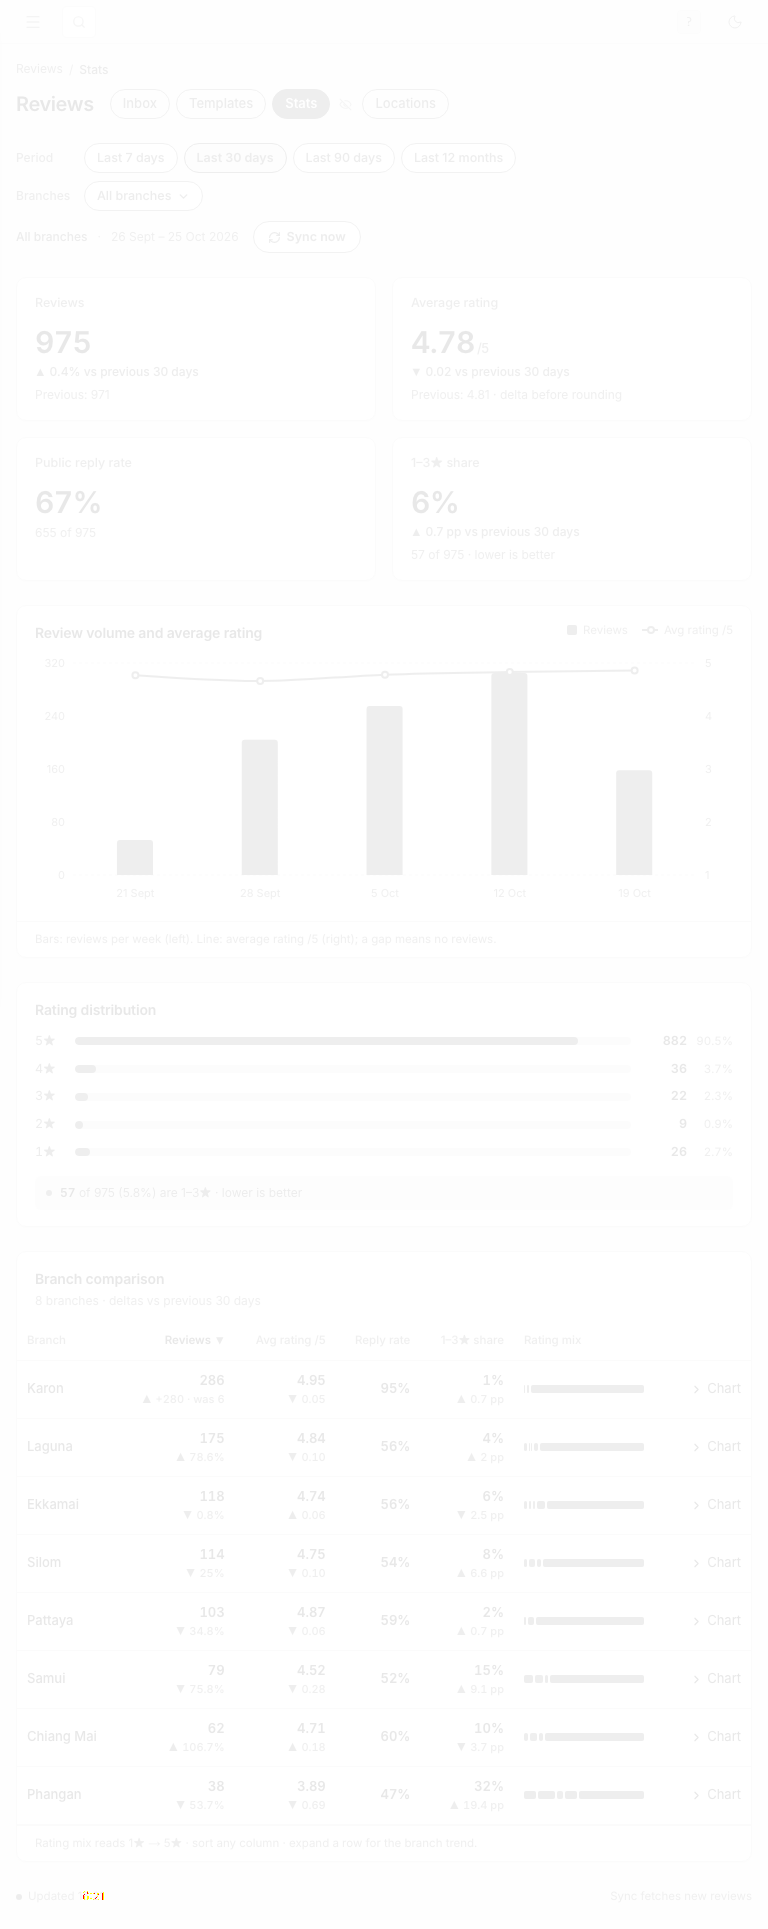 ?
Reviews / Stats
Reviews Inbox Templates Stats Locations
Period Last 7 days Last 30 days Last 90 days Last 12 months
Branches All branches
All branches · 26 Sept – 25 Oct 2026 Sync now
Reviews
975
▲ 0.4% vs previous 30 days
Previous: 971
Average rating
4.78 /5
▼ 0.02 vs previous 30 days
Previous: 4.81 · delta before rounding
Public reply rate
67%
655 of 975
1–3★ share
6%
▲ 0.7 pp vs previous 30 days
57 of 975 · lower is better
Review volume and average rating
Reviews Avg rating /5
320 5
240 4
160 3
80 2
0 1
21 Sept 28 Sept 5 Oct 12 Oct 19 Oct
Bars: reviews per week (left). Line: average rating /5 (right); a gap means no reviews.
Rating distribution
5★ 882 90.5%
4★ 36 3.7%
3★ 22 2.3%
2★ 9 0.9%
1★ 26 2.7%
57 of 975 (5.8%) are 1–3★ · lower is better
Branch comparison
8 branches · deltas vs previous 30 days
Branch Reviews ▼ Avg rating /5 Reply rate 1–3★ share Rating mix
Karon 286 4.95 95% 1% Chart
▲ +280 · was 6 ▼ 0.05 ▲ 0.7 pp
Laguna 175 4.84 56% 4% Chart
▲ 78.6% ▼ 0.10 ▲ 2 pp
Ekkamai 118 4.74 56% 6% Chart
▼ 0.8% ▲ 0.06 ▼ 2.5 pp
Silom 114 4.75 54% 8% Chart
▼ 25% ▼ 0.10 ▲ 6.6 pp
Pattaya 103 4.87 59% 2% Chart
▼ 34.8% ▼ 0.06 ▲ 0.7 pp
Samui 79 4.52 52% 15% Chart
▼ 75.8% ▼ 0.28 ▲ 9.1 pp
Chiang Mai 62 4.71 60% 10% Chart
▲ 106.7% ▲ 0.18 ▼ 3.7 pp
Phangan 38 3.89 47% 32% Chart
▼ 53.7% ▼ 0.69 ▲ 19.4 pp
Rating mix reads 1★ → 5★ · sort any column · expand a row for the branch trend.
Updated
Sync fetches new reviews